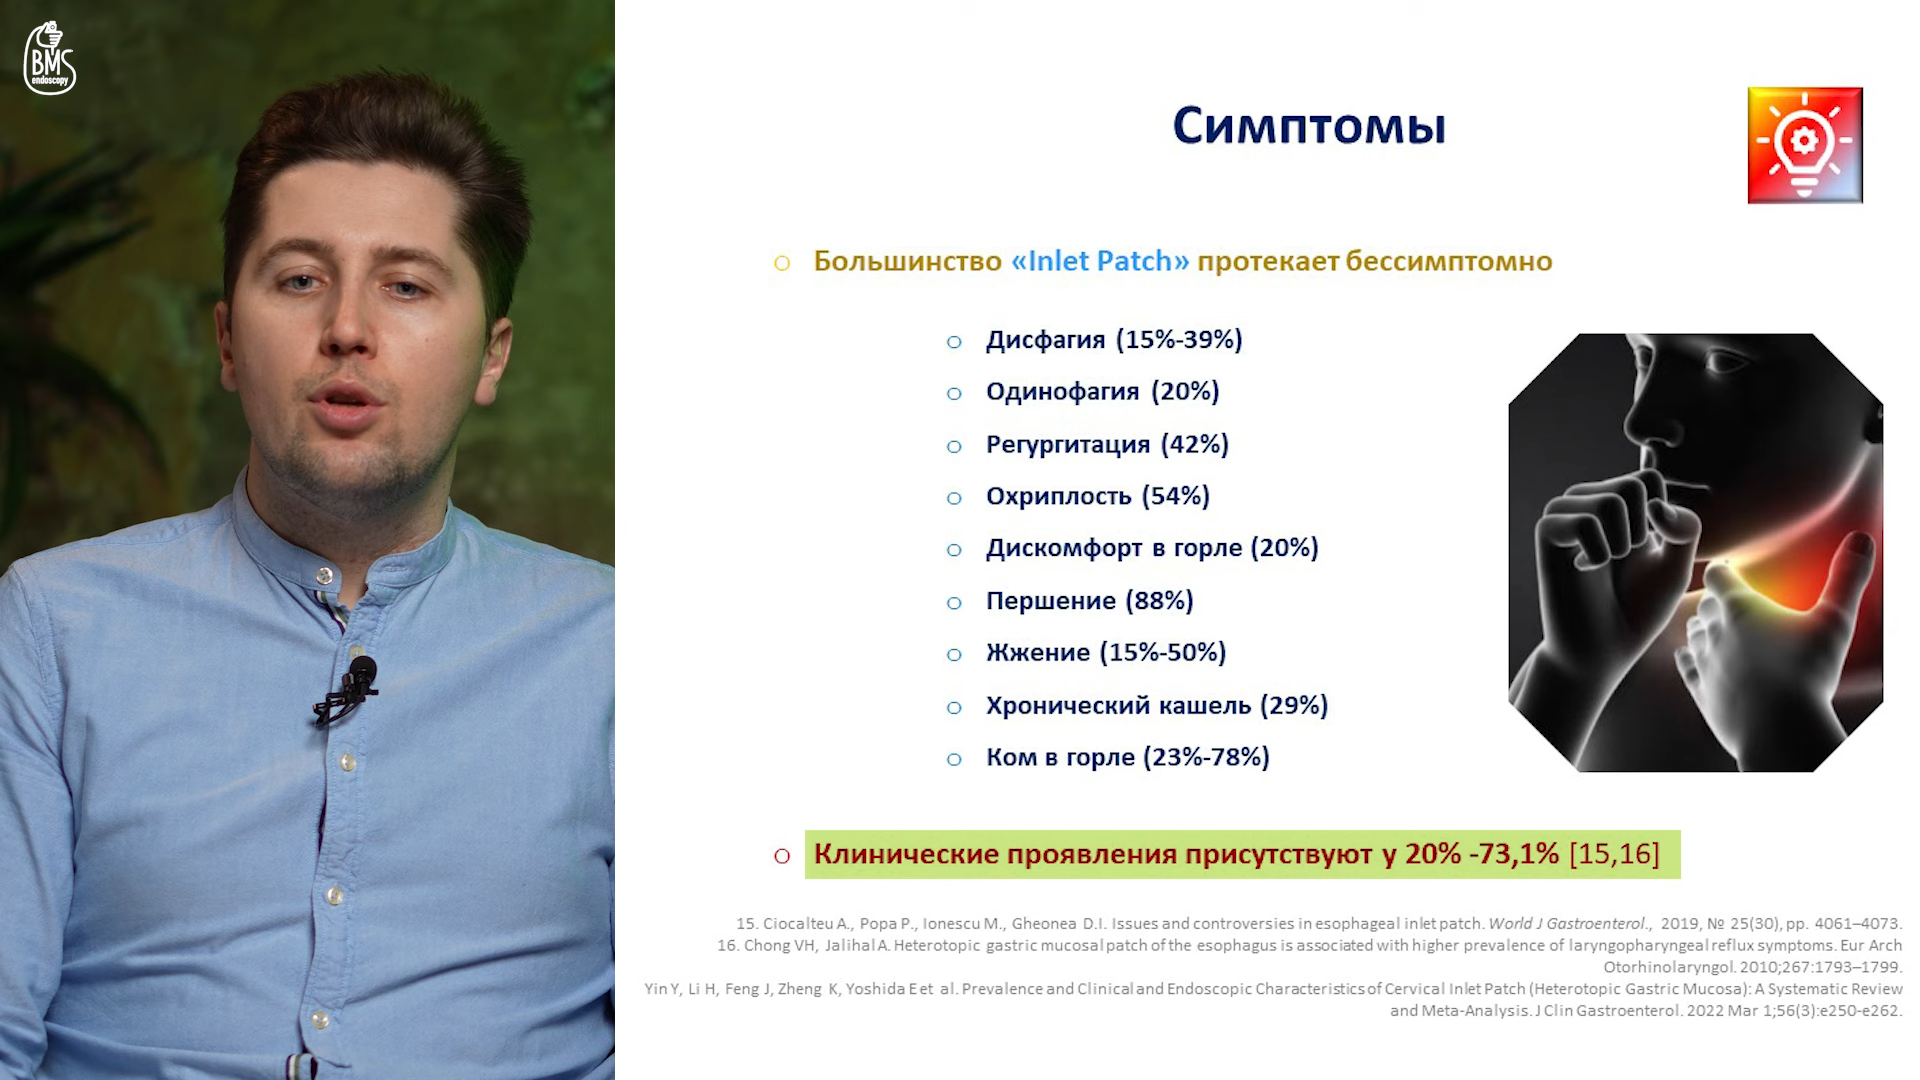 BMS
endoscopy
Симптомы
Большинство «Inlet Patch» протекает бессимптомно
Дисфагия (15%-39%)
Одинофагия (20%)
Регургитация (42%)
Охриплость (54%)
Дискомфорт в горле (20%)
Першение (88%)
Жжение (15%-50%)
Хронический кашель (29%)
Ком в горле (23%-78%)
Клинические проявления присутствуют у 20% -73,1% [15,16]
15. Ciocalteu A., Popa P., Ionescu M., Gheonea D.I. Issues and controversies in esophageal inlet patch. World J Gastroenterol., 2019, № 25(30), pp. 4061–4073.
16. Chong VH, Jalihal A. Heterotopic gastric mucosal patch of the esophagus is associated with higher prevalence of laryngopharyngeal reflux symptoms. Eur Arch
Otorhinolaryngol. 2010;267:1793–1799.
Yin Y, Li H, Feng J, Zheng K, Yoshida E et al. Prevalence and Clinical and Endoscopic Characteristics of Cervical Inlet Patch (Heterotopic Gastric Mucosa): A Systematic Review
and Meta-Analysis. J Clin Gastroenterol. 2022 Mar 1;56(3):e250-e262.